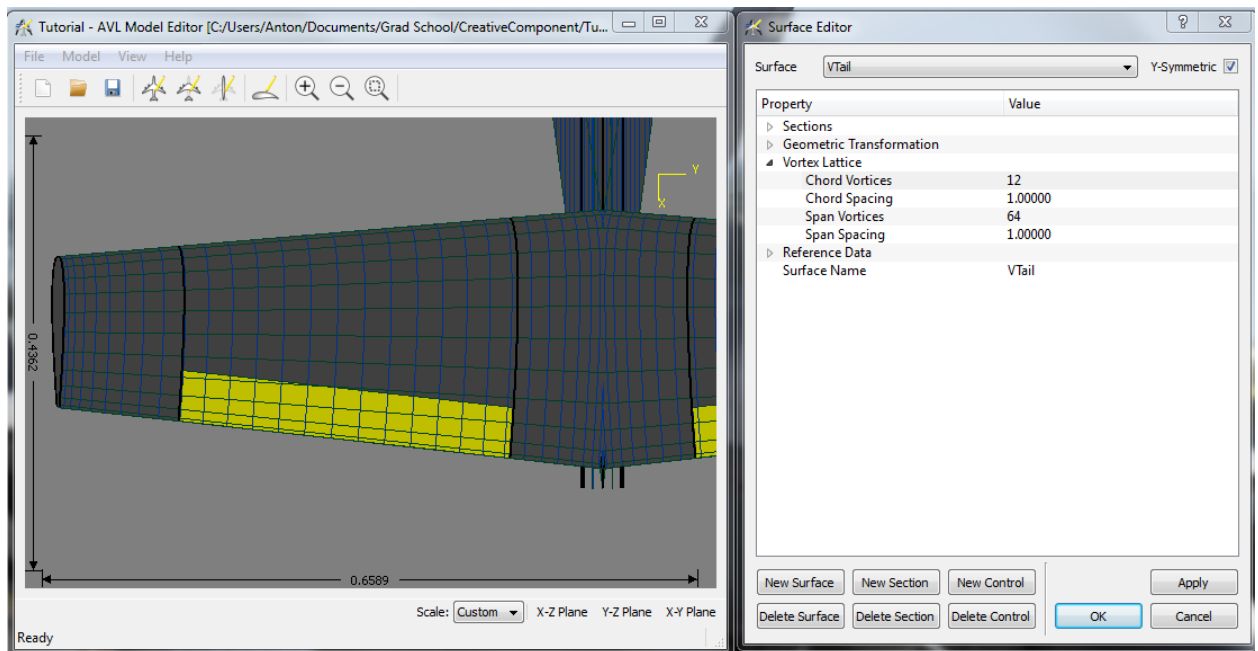 Tutorial - AVL Model Editor [C:/Users/Anton/Documents/Grad School/CreativeComponent/Tu...
File Model View Help
Y
X
0.4362
0.6589
Scale: Custom X-Z Plane Y-Z Plane X-Y Plane
Ready
Surface Editor
Surface VTail Y-Symmetric
Property Value
Sections
Geometric Transformation
Vortex Lattice
Chord Vortices 12
Chord Spacing 1.00000
Span Vortices 64
Span Spacing 1.00000
Reference Data
Surface Name VTail
New Surface New Section New Control Apply
Delete Surface Delete Section Delete Control OK Cancel